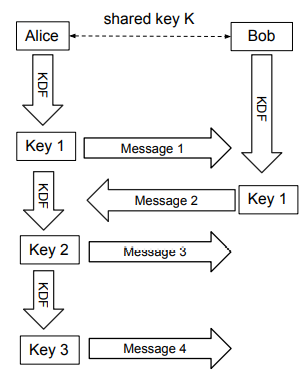 shared key K
Alice
Bob
KDF
KDF
Key 1
Message 1
KDF
Message 2
Key 1
Key 2
Message 3
KDF
Key 3
Message 4